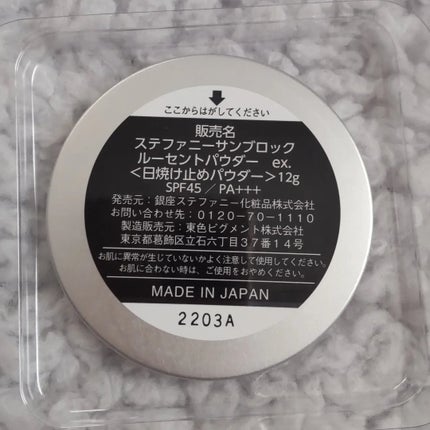 ここからはがしてください
販売名
ステファニーサンブロック
ルーセントパウダー ex.
<日焼け止めパウダー>12g
SPF45 / PA+++
発売元：銀座ステファニー化粧品株式会社
お問い合わせ先：0120-70-1110
製造販売元：東色ピグメント株式会社
東京都葛飾区立石六丁目37番14号
お肌に異常が生じていないかよく注意して使用してください。
お肌に合わない時は、ご使用をおやめください。
MADE IN JAPAN
2203A